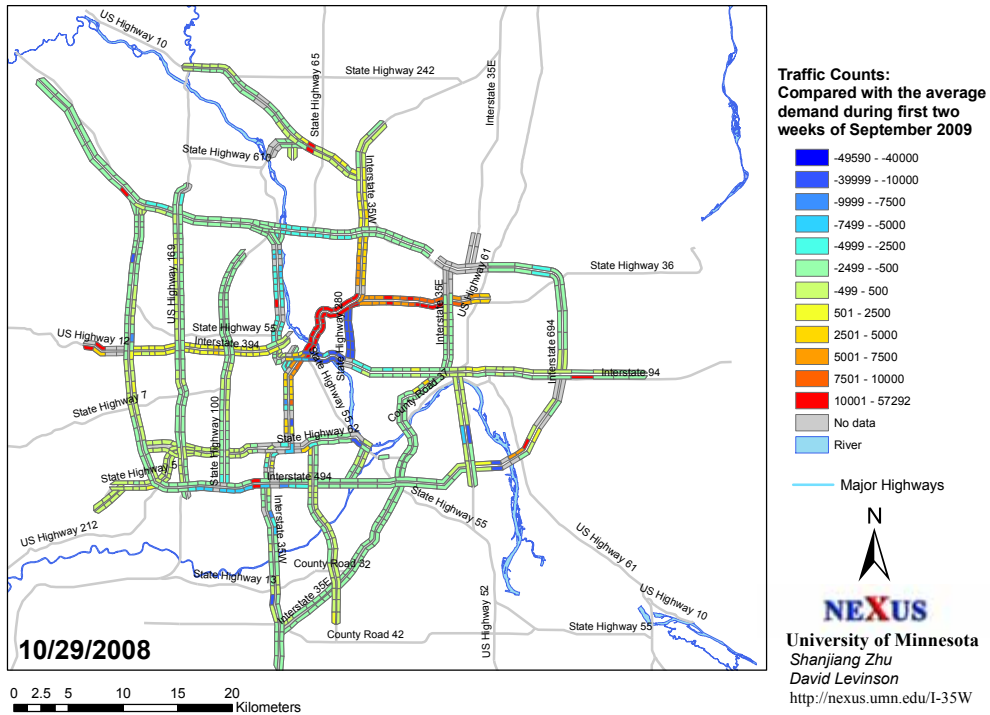 US Highway 10
State Highway 65
State Highway 242
Interstate 35E
State Highway 610
Interstate 35W
US Highway 169
US Highway 61
State Highway 36
Interstate 35E
State Highway 280
Interstate 694
US Highway 12
State Highway 55
Interstate 394
State Highway 55
County Road 37
Interstate 94
State Highway 7
State Highway 100
State Highway 62
State Highway 5
Interstate 494
State Highway 55
Interstate 35W
US Highway 212
County Road 32
State Highway 13
Interstate 35E
US Highway 61
US Highway 10
US Highway 52
State Highway 55
County Road 42
10/29/2008
0 2.5 5 10 15 20
Kilometers
Traffic Counts:
Compared with the average
demand during first two
weeks of September 2009
-49590 - -40000
-39999 - -10000
-9999 - -7500
-7499 - -5000
-4999 - -2500
-2499 - -500
-499 - 500
501 - 2500
2501 - 5000
5001 - 7500
7501 - 10000
10001 - 57292
No data
River
Major Highways
N
NEXUS
University of Minnesota
Shanjiang Zhu
David Levinson
http://nexus.umn.edu/I-35W